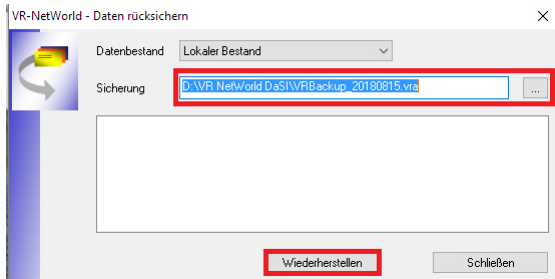 VR-NetWorld - Daten rücksichern
Datenbestand Lokaler Bestand
Sicherung D:\VR NetWorld DaSI\VRBackup_20180815.vra ...
Wiederherstellen Schließen